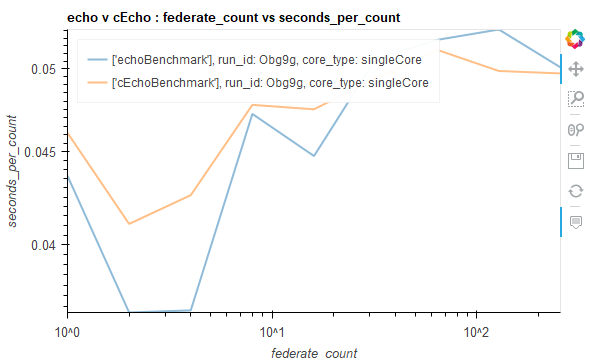 echo v cEcho : federate_count vs seconds_per_count
['echoBenchmark'], run_id: Obg9g, core_type: singleCore
['cEchoBenchmark'], run_id: Obg9g, core_type: singleCore
0.05
0.045
0.04
seconds_per_count
10^0
10^1
10^2
federate_count